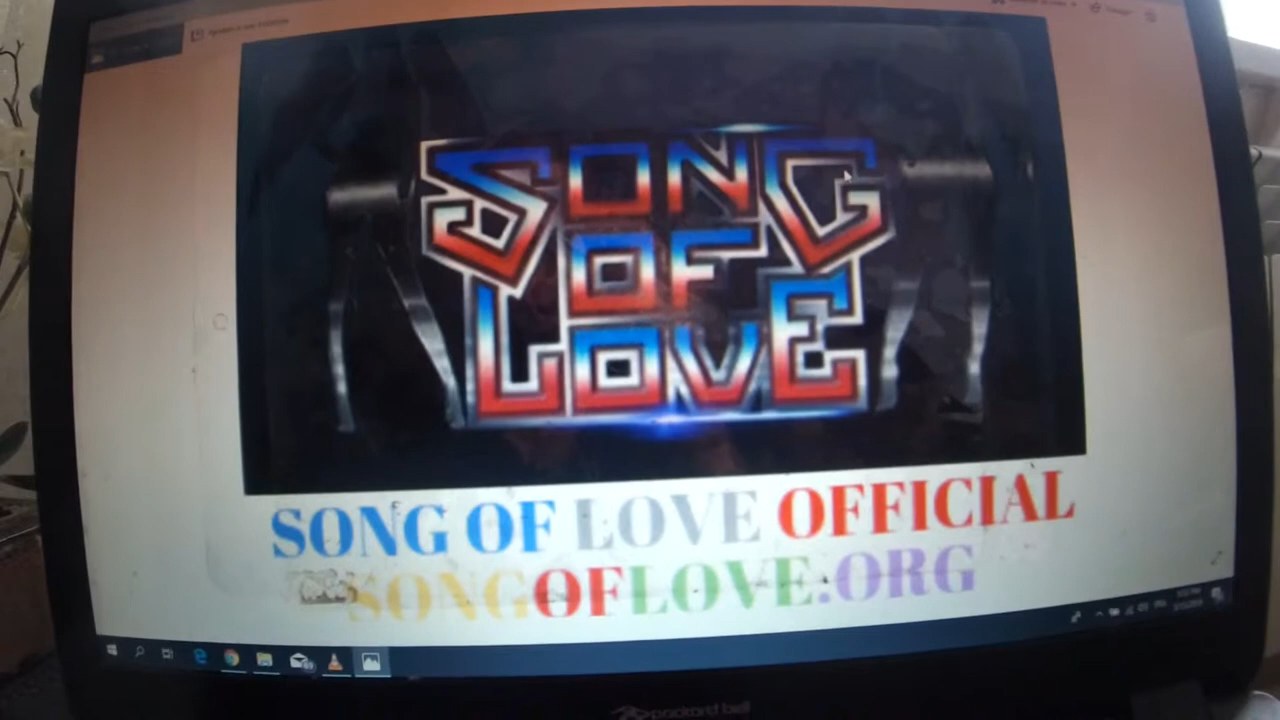 SONG
OF
LOVE
SONG OF LOVE OFFICIAL
SONGOFLOVE.ORG
packard bell